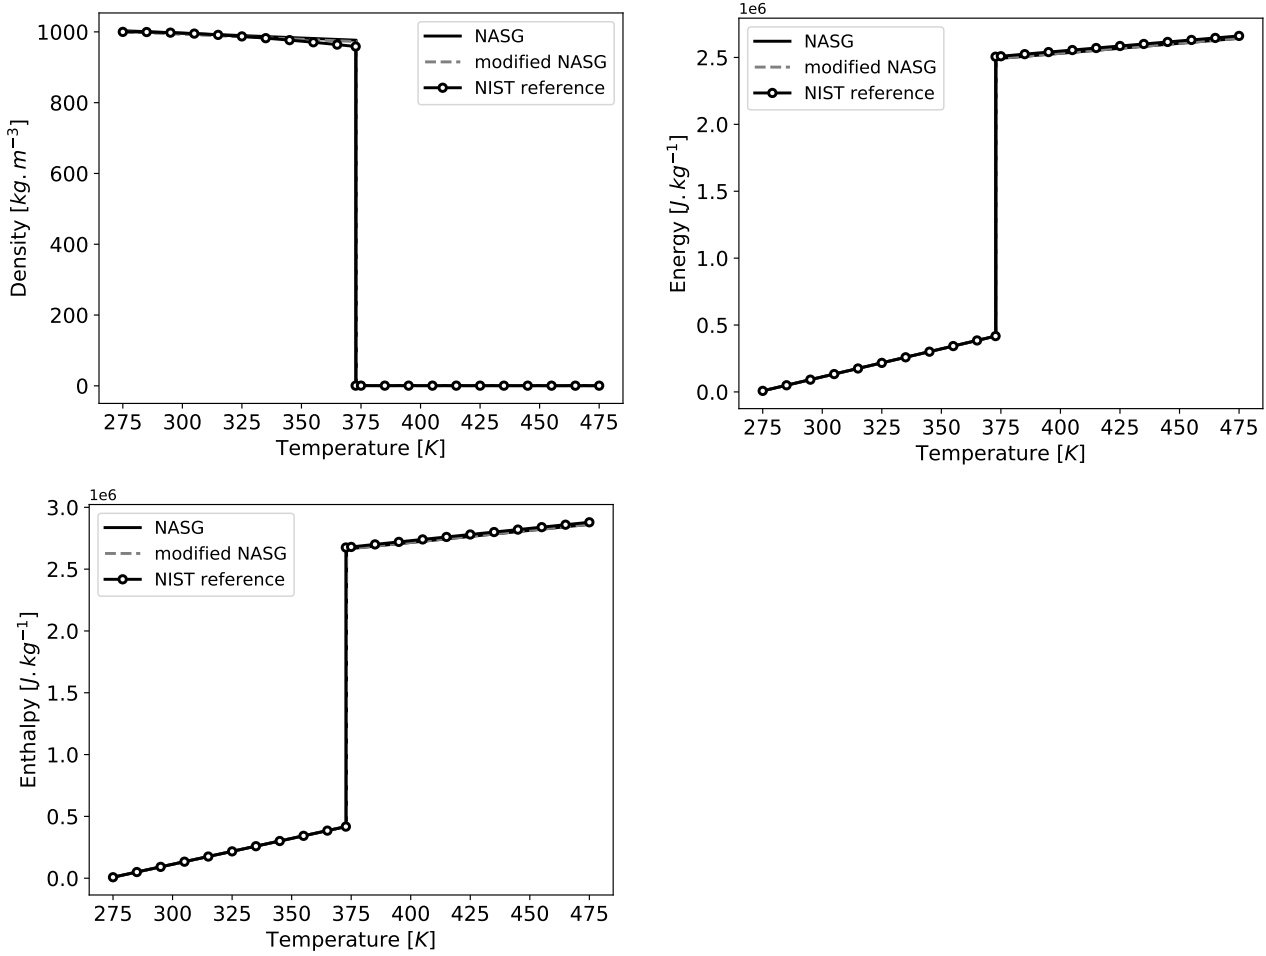 1000
800
600
400
200
0
Density [kg.m⁻³]
NASG
modified NASG
NIST reference
275 300 325 350 375 400 425 450 475
Temperature [K]
1e6
2.5
2.0
1.5
1.0
0.5
0.0
Energy [J.kg⁻¹]
NASG
modified NASG
NIST reference
275 300 325 350 375 400 425 450 475
Temperature [K]
1e6
3.0
2.5
2.0
1.5
1.0
0.5
0.0
Enthalpy [J.kg⁻¹]
NASG
modified NASG
NIST reference
275 300 325 350 375 400 425 450 475
Temperature [K]